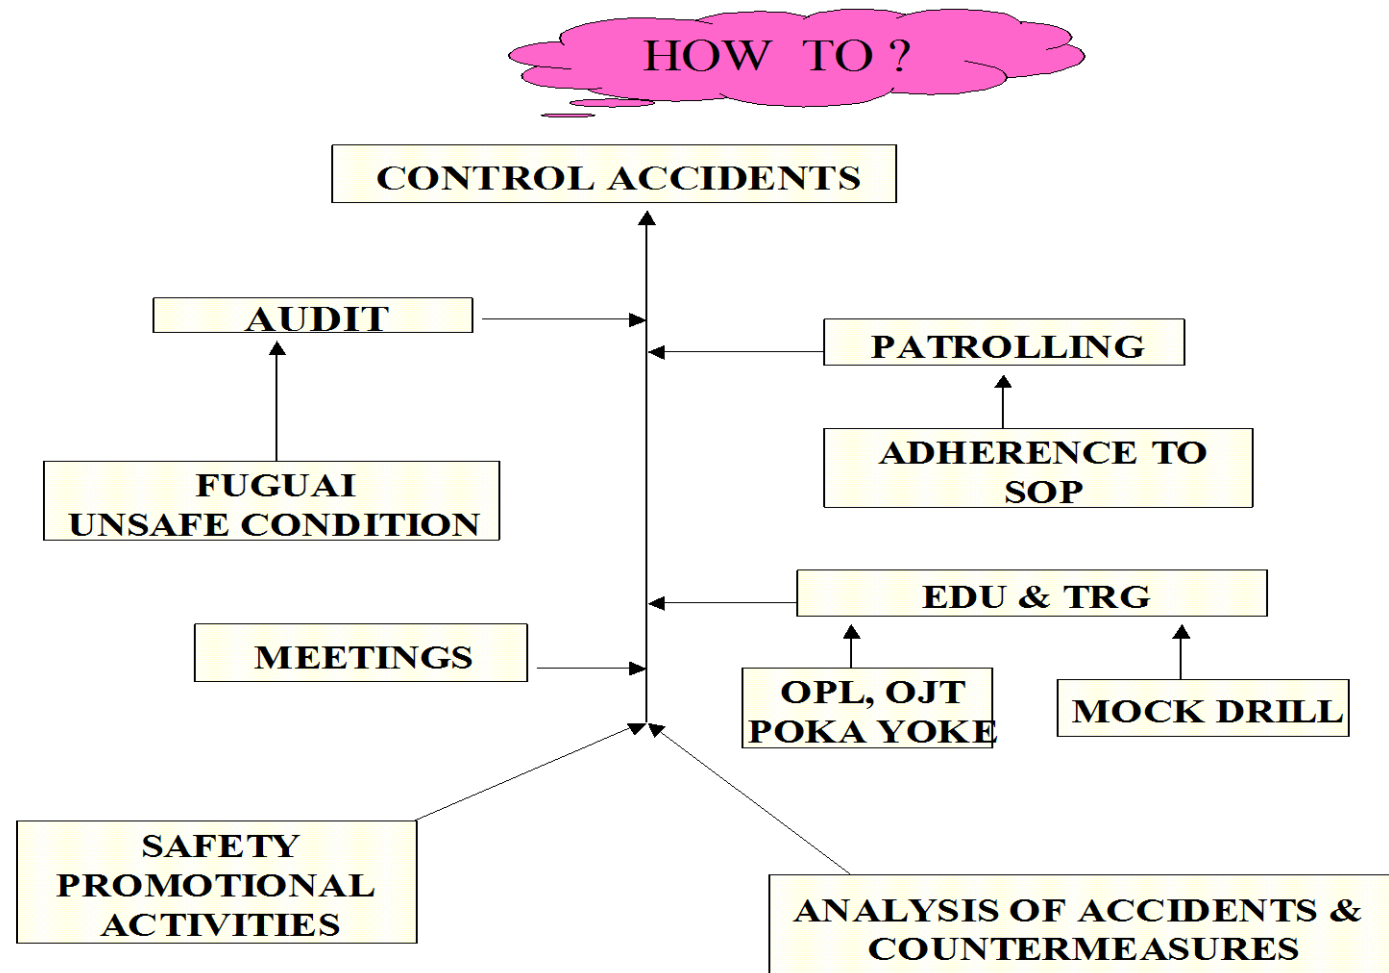 HOW TO ?
CONTROL ACCIDENTS
AUDIT
PATROLLING
FUGUAI
UNSAFE CONDITION
ADHERENCE TO
SOP
EDU & TRG
MEETINGS
OPL, OJT
POKA YOKE
MOCK DRILL
SAFETY
PROMOTIONAL
ACTIVITIES
ANALYSIS OF ACCIDENTS &
COUNTERMEASURES